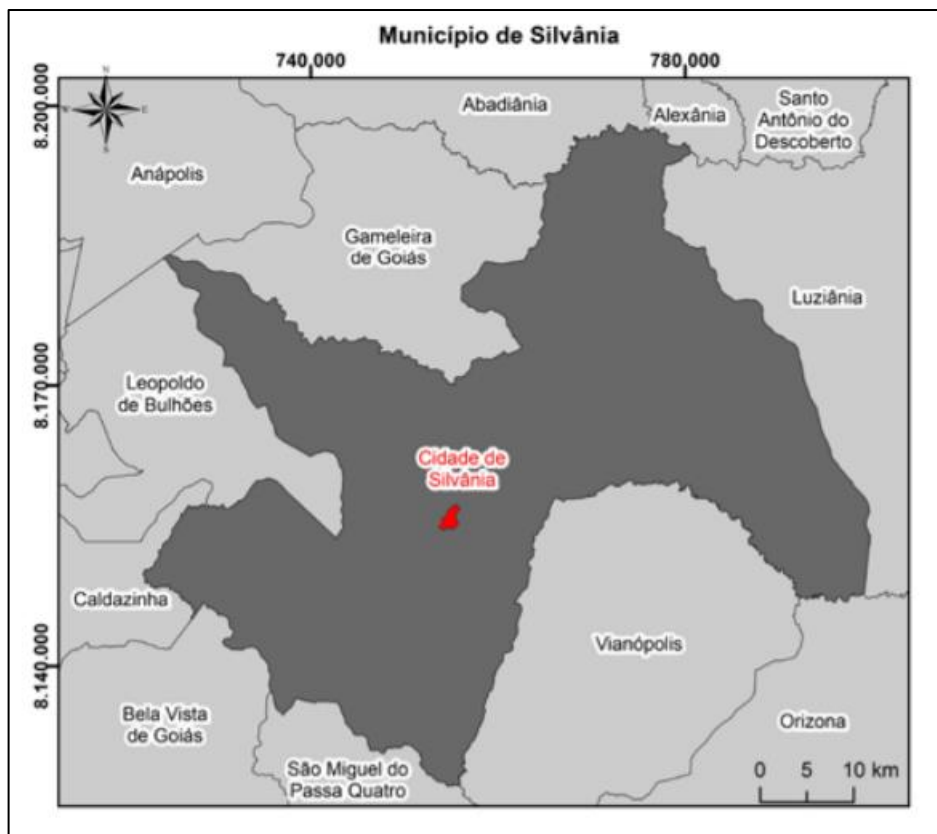 Município de Silvânia
740,000
780,000
8.200.000
8.170.000
8.140.000
N
E
S
Abadiânia
Alexânia
Santo
Antônio do
Descoberto
Anápolis
Gameleira
de Goiás
Luziânia
Leopoldo
de Bulhões
Cidade de
Silvânia
Caldazinha
Vianópolis
Bela Vista
de Goiás
Orizona
São Miguel do
Passa Quatro
0 5 10 km